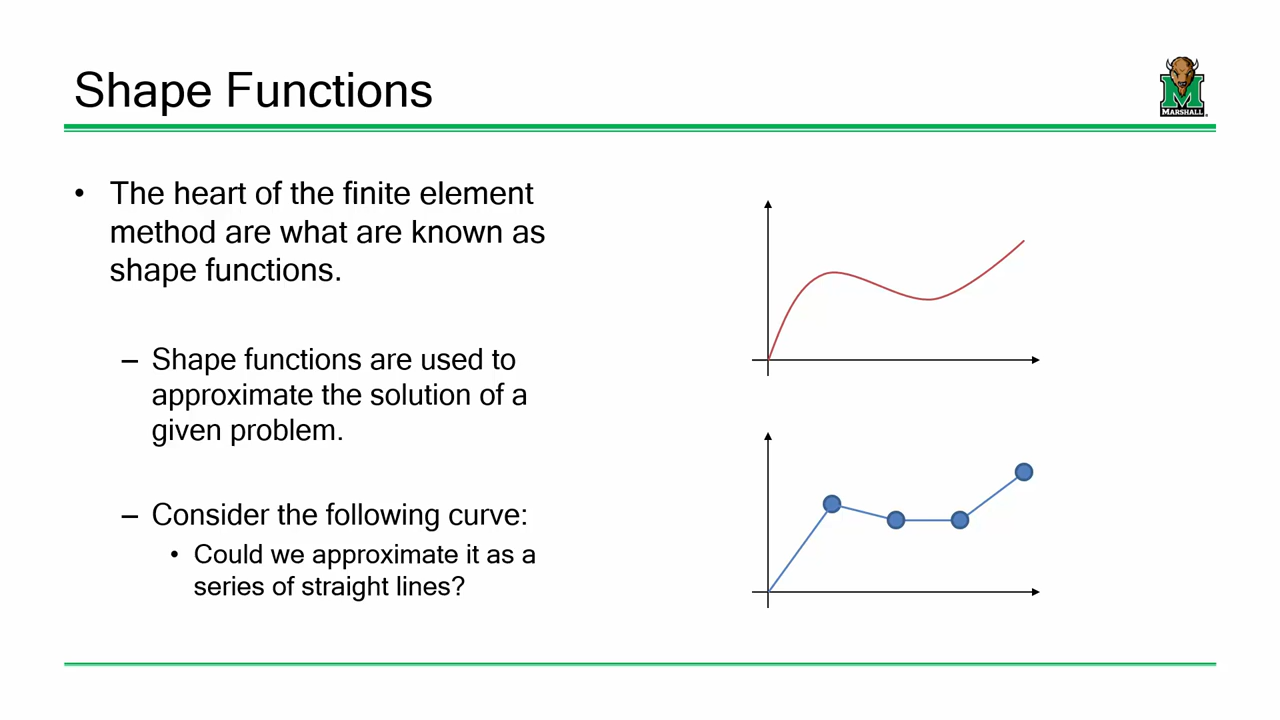 Shape Functions
MARSHALL
• The heart of the finite element
method are what are known as
shape functions.
– Shape functions are used to
approximate the solution of a
given problem.
– Consider the following curve:
• Could we approximate it as a
series of straight lines?